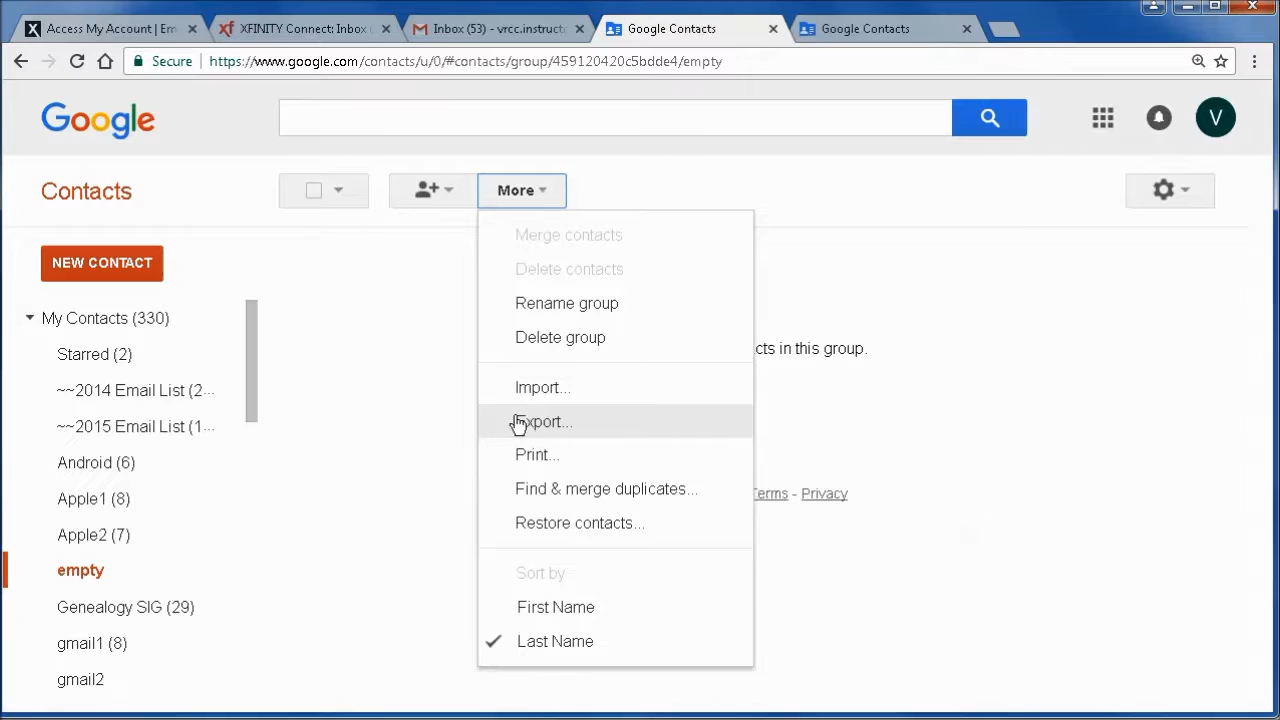 Access My Account | Em
XFINITY Connect: Inbox
Inbox (53) - vrcc.instruct
Google Contacts
Google Contacts
Secure
https://www.google.com/contacts/u/0/#contacts/group/459120420c5bdde4/empty
Google
V
Contacts
More
NEW CONTACT
My Contacts (330)
Starred (2)
~~2014 Email List (2...
~~2015 Email List (1...
Android (6)
Apple1 (8)
Apple2 (7)
empty
Genealogy SIG (29)
gmail1 (8)
gmail2
Merge contacts
Delete contacts
Rename group
Delete group
Import...
Export...
Print...
Find & merge duplicates...
Restore contacts...
Sort by
First Name
Last Name
cts in this group.
Terms - Privacy